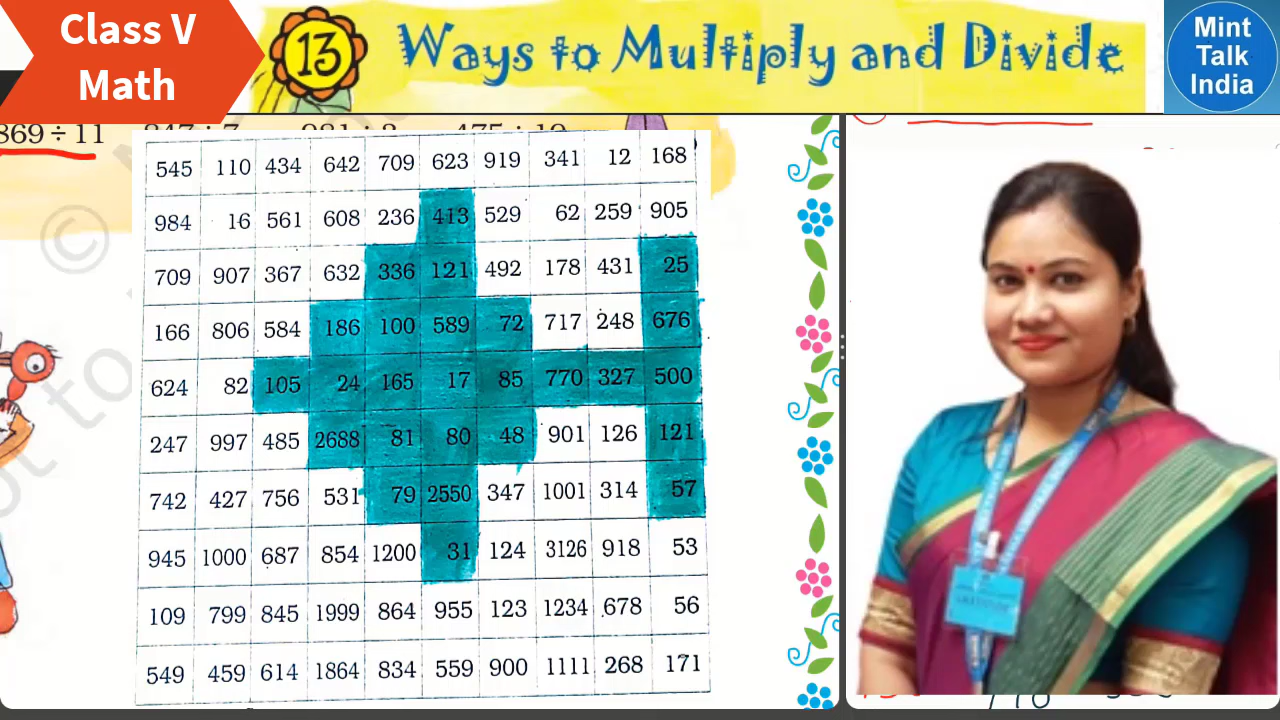 Class V
Math
13 Ways to Multiply and Divide
Mint
Talk
India
869 ÷ 11
545 110 434 642 709 623 919 341 12 168
984 16 561 608 236 413 529 62 259 905
709 907 367 632 336 121 492 178 431 25
166 806 584 186 100 589 72 717 248 676
624 82 105 24 165 17 85 770 327 500
247 997 485 2688 81 80 48 901 126 121
742 427 756 531 79 2550 347 1001 314 57
945 1000 687 854 1200 31 124 3126 918 53
109 799 845 1999 864 955 123 1234 678 56
549 459 614 1864 834 559 900 1111 268 171